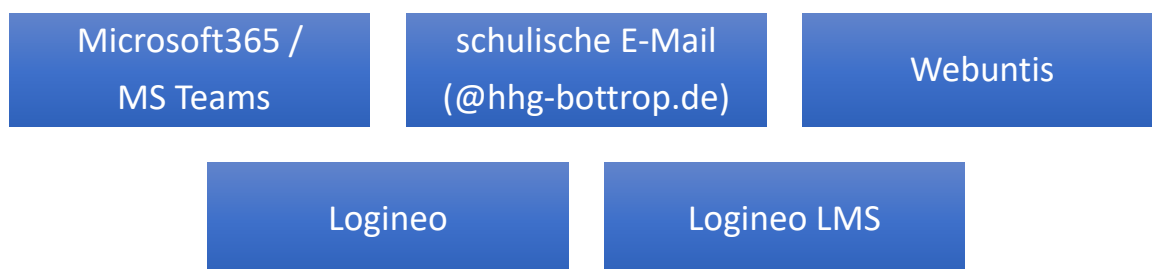 Microsoft365 /
MS Teams
schulische E-Mail
(@hhg-bottrop.de)
Webuntis
Logineo
Logineo LMS